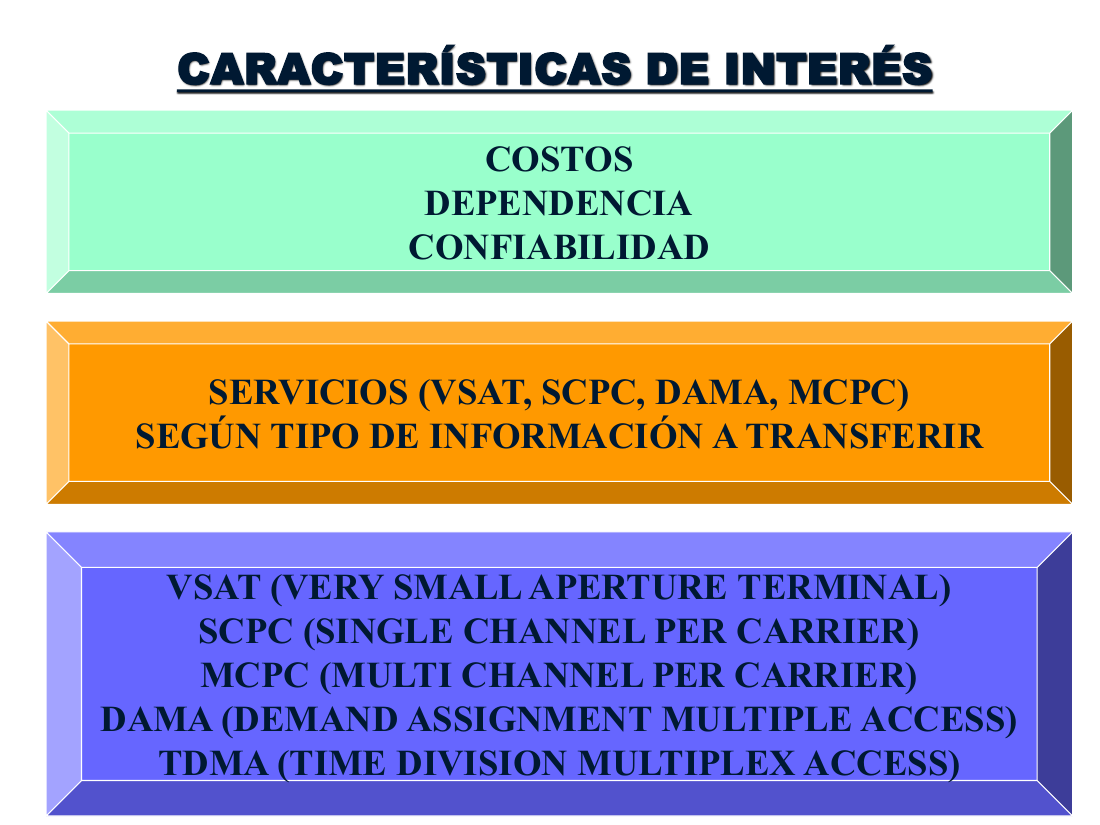 CARACTERÍSTICAS DE INTERÉS
COSTOS
DEPENDENCIA
CONFIABILIDAD
SERVICIOS (VSAT, SCPC, DAMA, MCPC)
SEGÚN TIPO DE INFORMACIÓN A TRANSFERIR
VSAT (VERY SMALL APERTURE TERMINAL)
SCPC (SINGLE CHANNEL PER CARRIER)
MCPC (MULTI CHANNEL PER CARRIER)
DAMA (DEMAND ASSIGNMENT MULTIPLE ACCESS)
TDMA (TIME DIVISION MULTIPLEX ACCESS)